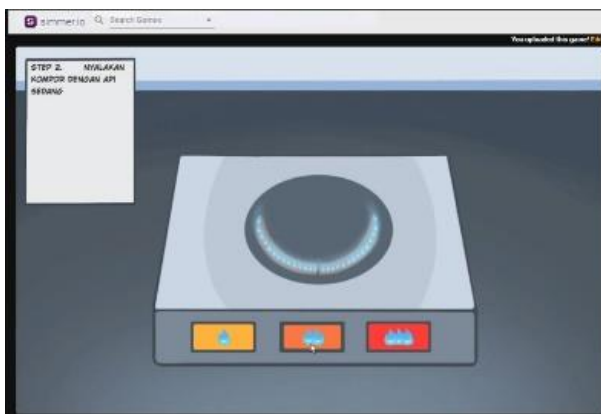 simmer.io Search Games
You uploaded this game!
STEP 2. NYALAKAN
KOMPOR DENGAN API
SEDANG